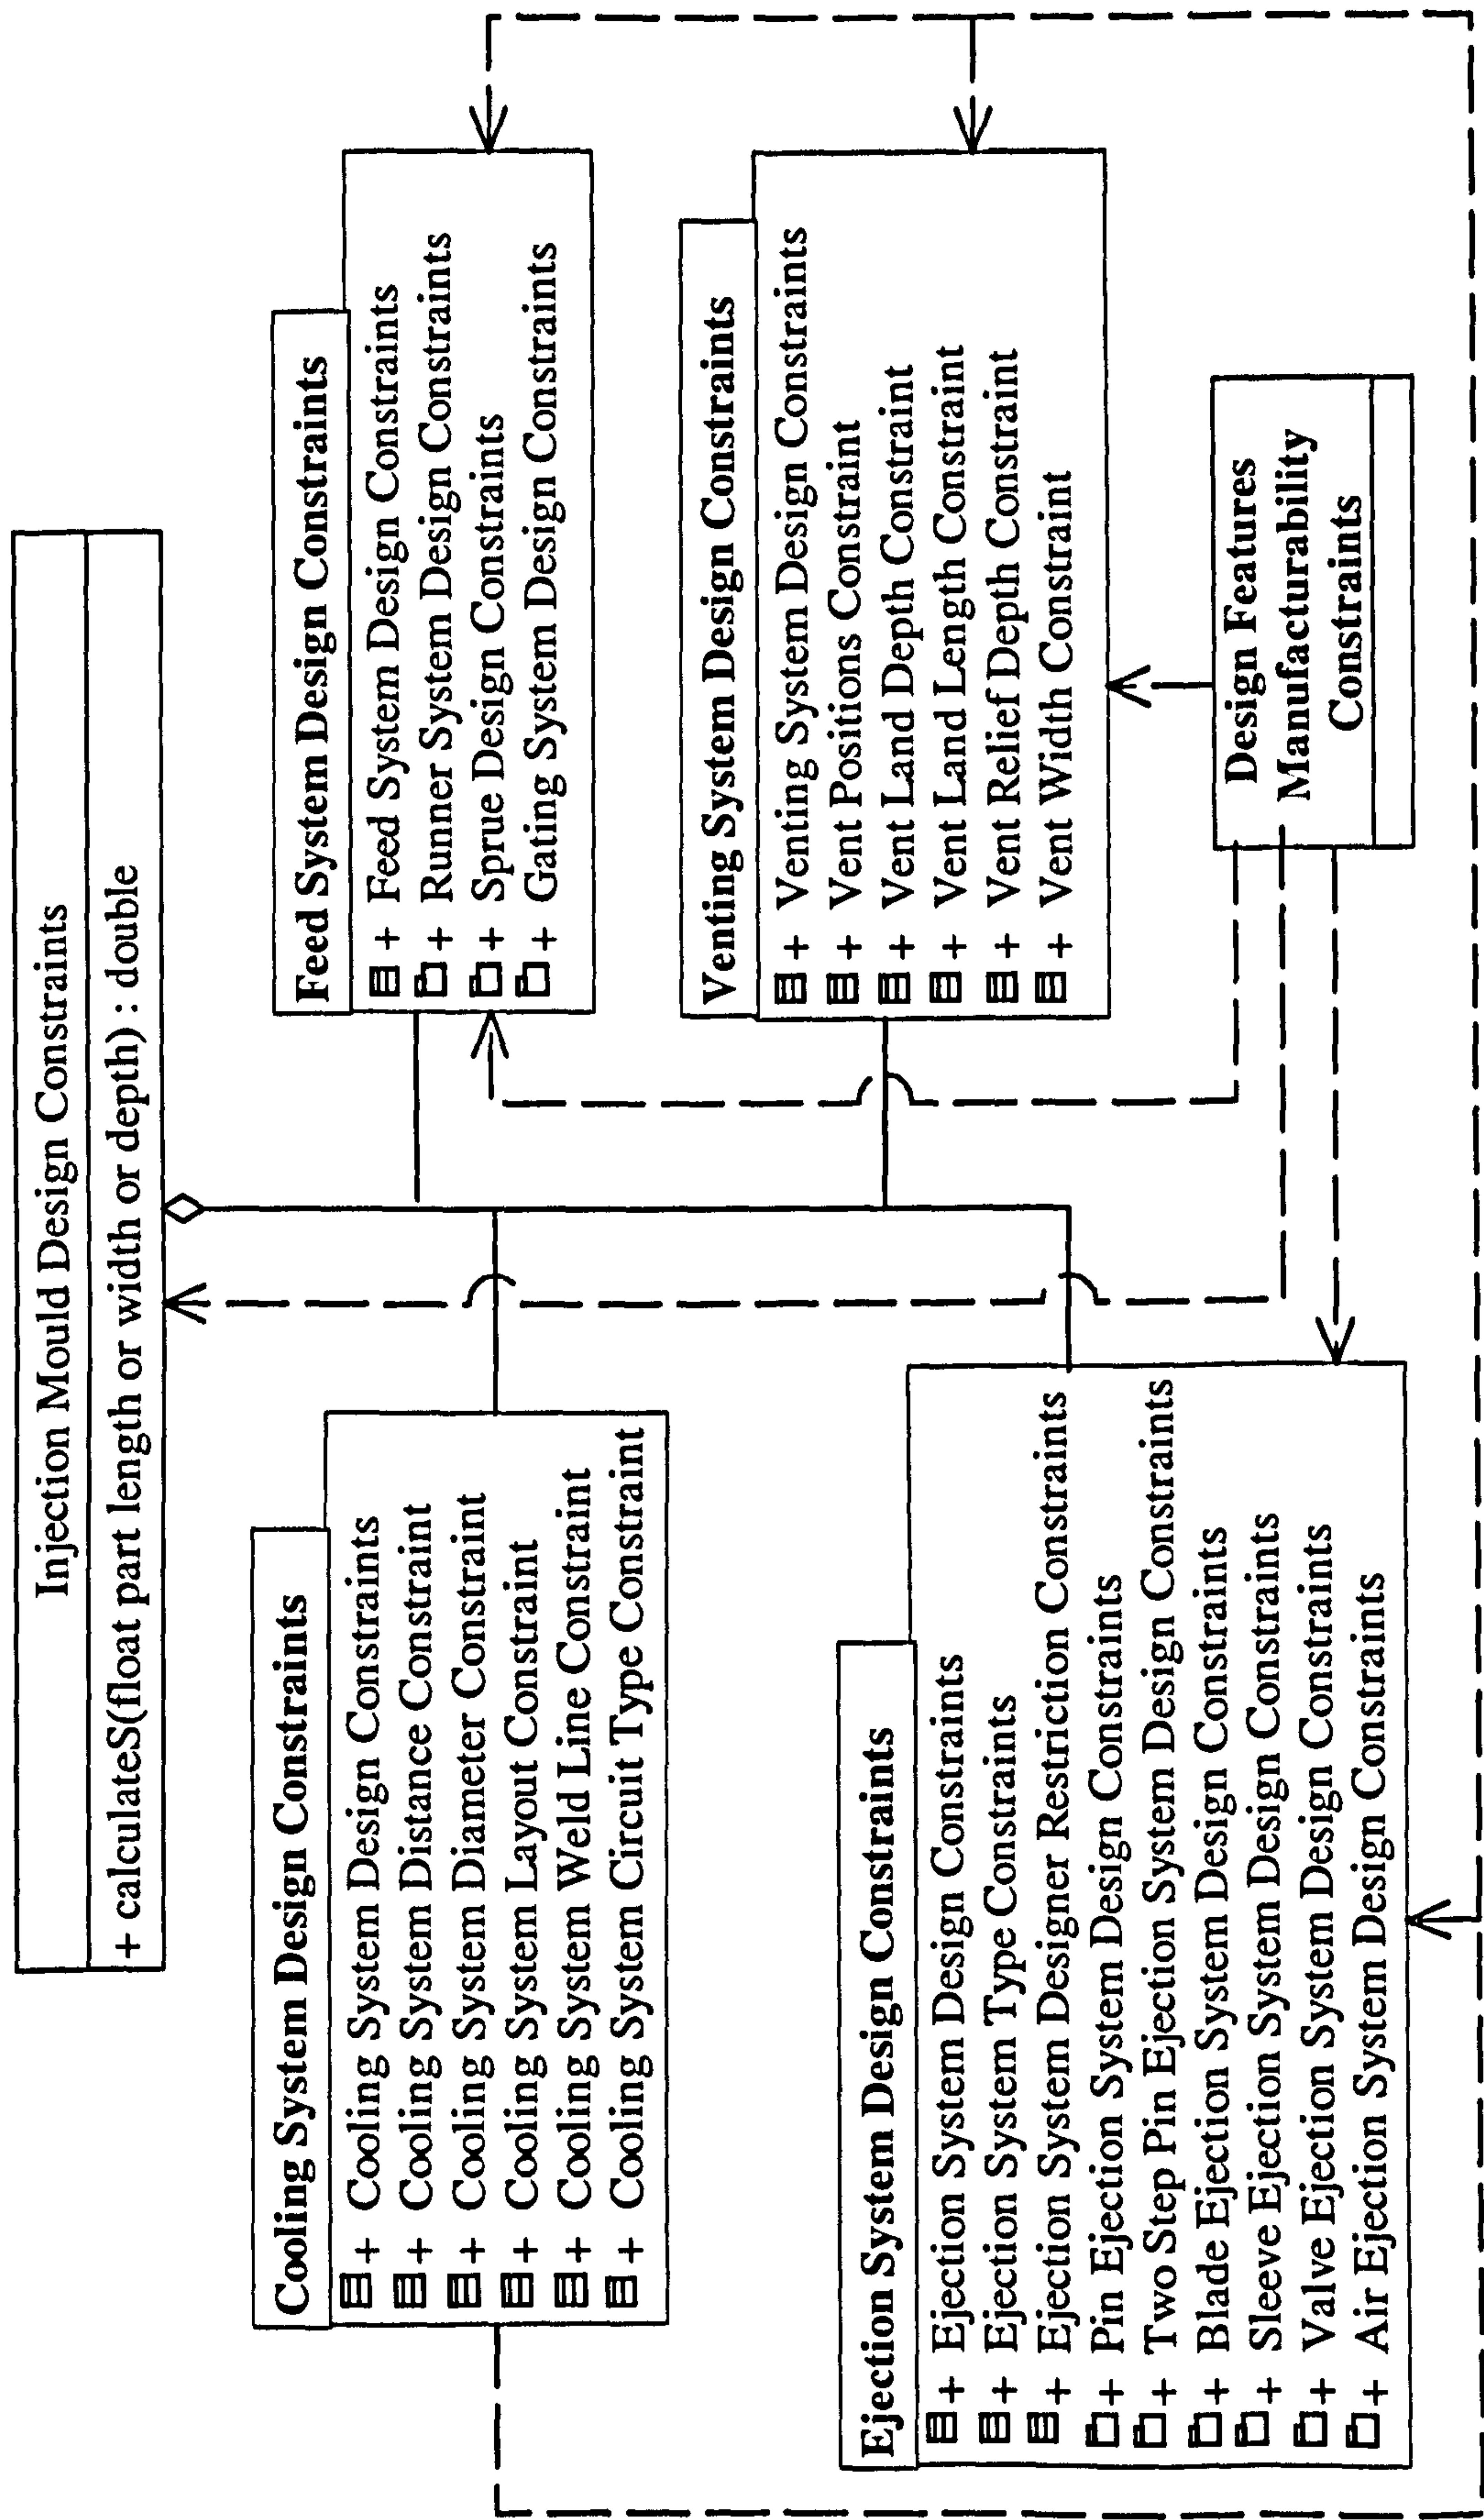 Injection Mould Design Constraints
+ calculateS(float part length or width or depth) : double
Cooling System Design Constraints
+ Cooling System Design Constraints
+ Cooling System Distance Constraint
+ Cooling System Diameter Constraint
+ Cooling System Layout Constraint
+ Cooling System Weld Line Constraint
+ Cooling System Circuit Type Constraint
Feed System Design Constraints
+ Feed System Design Constraints
+ Runner System Design Constraints
+ Sprue Design Constraints
+ Gating System Design Constraints
Ejection System Design Constraints
+ Ejection System Design Constraints
+ Ejection System Type Constraints
+ Ejection System Designer Restriction Constraints
+ Pin Ejection System Design Constraints
+ Two Step Pin Ejection System Design Constraints
+ Blade Ejection System Design Constraints
+ Sleeve Ejection System Design Constraints
+ Valve Ejection System Design Constraints
+ Air Ejection System Design Constraints
Venting System Design Constraints
+ Venting System Design Constraints
+ Vent Positions Constraint
+ Vent Land Depth Constraint
+ Vent Land Length Constraint
+ Vent Relief Depth Constraint
+ Vent Width Constraint
Design Features
Manufacturability
Constraints